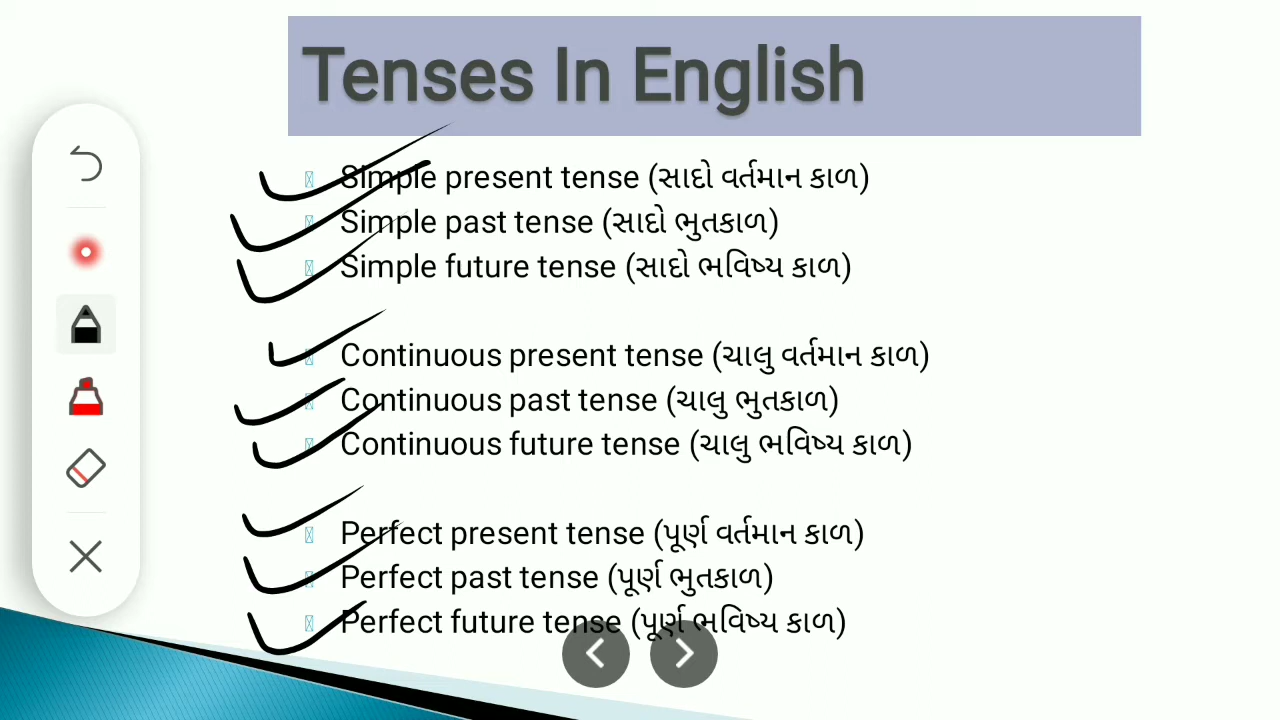 Tenses In English
Simple present tense (સાદો વર્તમાન કાળ)
Simple past tense (સાદો ભુતકાળ)
Simple future tense (સાદો ભવિષ્ય કાળ)
Continuous present tense (ચાલુ વર્તમાન કાળ)
Continuous past tense (ચાલુ ભુતકાળ)
Continuous future tense (ચાલુ ભવિષ્ય કાળ)
Perfect present tense (પૂર્ણ વર્તમાન કાળ)
Perfect past tense (પૂર્ણ ભુતકાળ)
Perfect future tense (પૂર્ણ ભવિષ્ય કાળ)